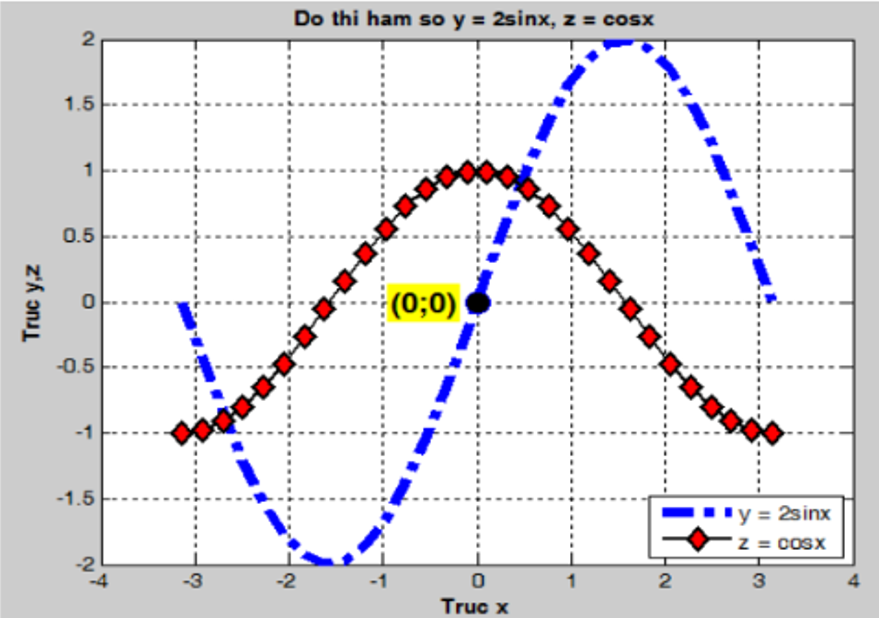 Do thi ham so y = 2sinx, z = cosx
2
1.5
1
0.5
0
-0.5
-1
-1.5
-2
Truc y,z
(0;0)
y = 2sinx
z = cosx
-4 -3 -2 -1 0 1 2 3 4
Truc x